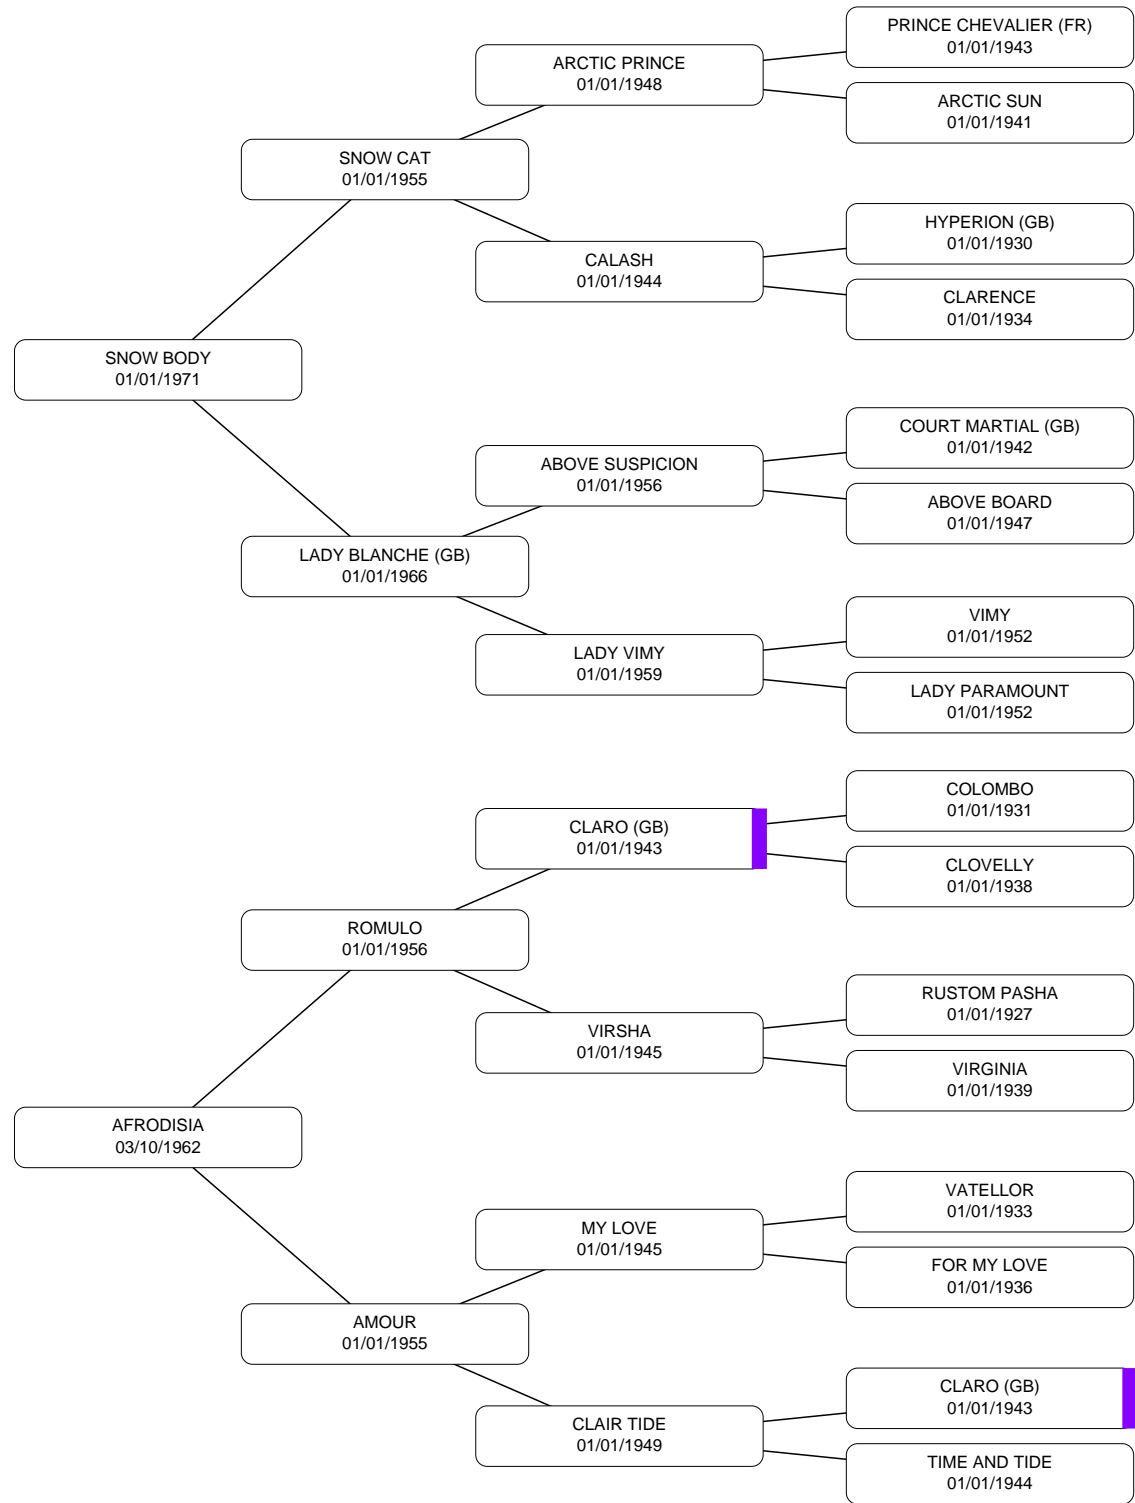 PRINCE CHEVALIER (FR)
01/01/1943
ARCTIC PRINCE
01/01/1948
ARCTIC SUN
01/01/1941
SNOW CAT
01/01/1955
HYPERION (GB)
01/01/1930
CALASH
01/01/1944
CLARENCE
01/01/1934
SNOW BODY
01/01/1971
COURT MARTIAL (GB)
01/01/1942
ABOVE SUSPICION
01/01/1956
ABOVE BOARD
01/01/1947
LADY BLANCHE (GB)
01/01/1966
VIMY
01/01/1952
LADY VIMY
01/01/1959
LADY PARAMOUNT
01/01/1952
COLOMBO
01/01/1931
CLARO (GB)
01/01/1943
CLOVELLY
01/01/1938
ROMULO
01/01/1956
RUSTOM PASHA
01/01/1927
VIRSHA
01/01/1945
VIRGINIA
01/01/1939
AFRODISIA
03/10/1962
VATELLOR
01/01/1933
MY LOVE
01/01/1945
FOR MY LOVE
01/01/1936
AMOUR
01/01/1955
CLARO (GB)
01/01/1943
CLAIR TIDE
01/01/1949
TIME AND TIDE
01/01/1944